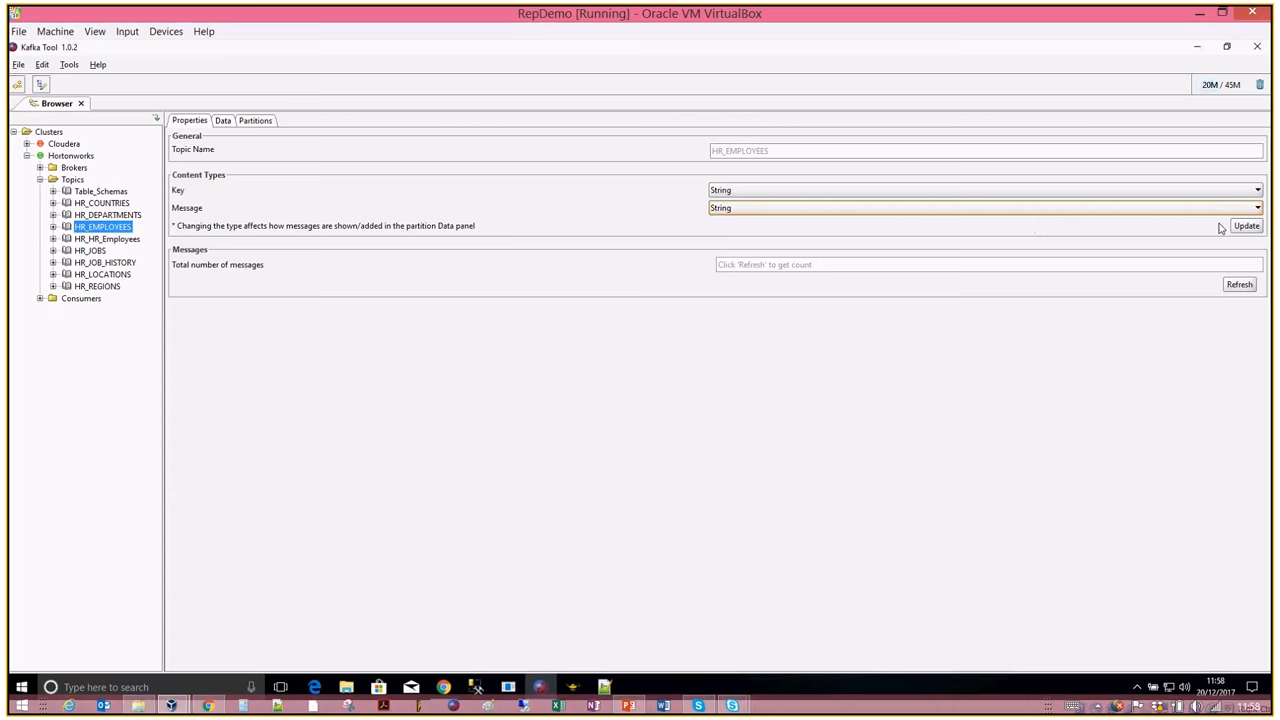 RepDemo [Running] - Oracle VM VirtualBox
File Machine View Input Devices Help
Kafka Tool 1.0.2
File Edit Tools Help
20M / 45M
Browser
Properties Data Partitions
Clusters
Cloudera
Hortonworks
Brokers
Topics
Table_Schemas
HR_COUNTRIES
HR_DEPARTMENTS
HR_EMPLOYEES
HR_HR_Employees
HR_JOBS
HR_JOB_HISTORY
HR_LOCATIONS
HR_REGIONS
Consumers
General
Topic Name HR_EMPLOYEES
Content Types
Key String
Message String
* Changing the type affects how messages are shown/added in the partition Data panel Update
Messages
Total number of messages Click 'Refresh' to get count
Refresh
Type here to search
11:58
20/12/2017
11:58